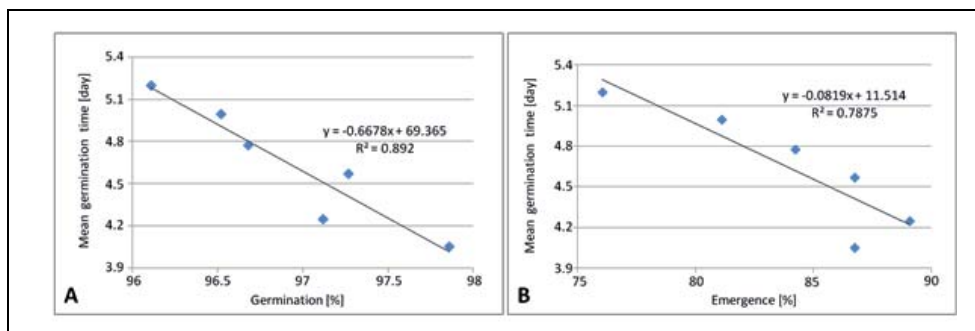 5.4
5.1
4.8
4.5
4.2
3.9
Mean germination time [day]
y = -0.6678x + 69.365
R² = 0.892
96
96.5
97
97.5
98
Germination [%]
A
5.4
5.1
4.8
4.5
4.2
3.9
Mean germination time [day]
y = -0.0819x + 11.514
R² = 0.7875
75
80
85
90
Emergence [%]
B